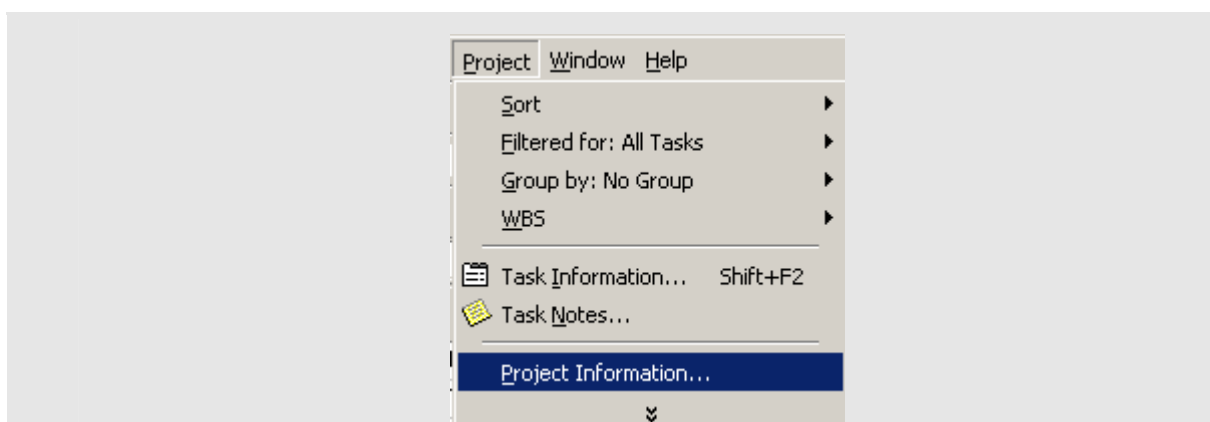 Project Window Help
Sort
Filtered for: All Tasks
Group by: No Group
WBS
Task Information... Shift+F2
Task Notes...
Project Information...